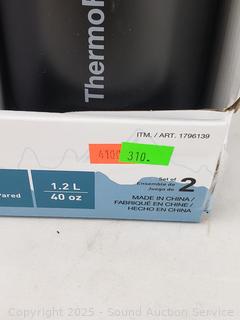 ITM. / ART. 1796139
310.
1.2 L
40 oz
Set of
Ensemble de
Juego de
2
MADE IN CHINA /
FABRIQUÉ EN CHINE /
HECHO EN CHINA
Copyright © 2025 - Sound Auction Service